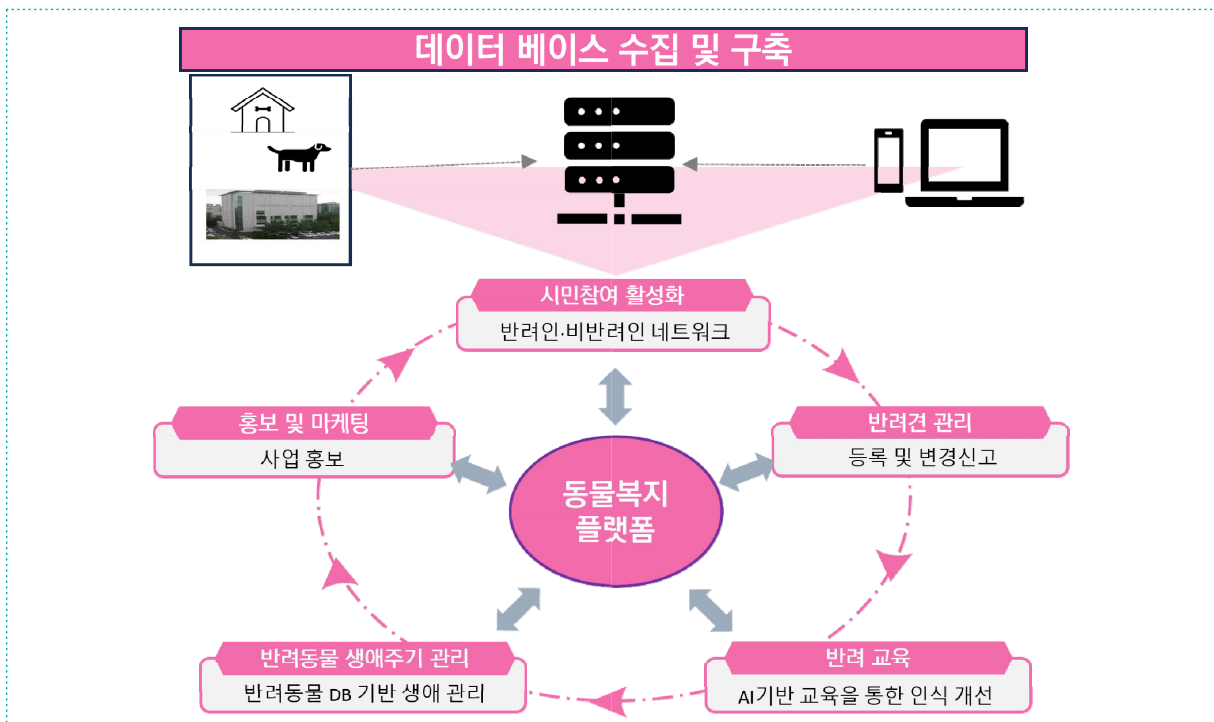 데이터 베이스 수집 및 구축
시민참여 활성화
반려인·비반려인 네트워크
홍보 및 마케팅
사업 홍보
반려견 관리
등록 및 변경신고
동물복지
플랫폼
반려동물 생애주기 관리
반려동물 DB 기반 생애 관리
반려 교육
AI기반 교육을 통한 인식 개선